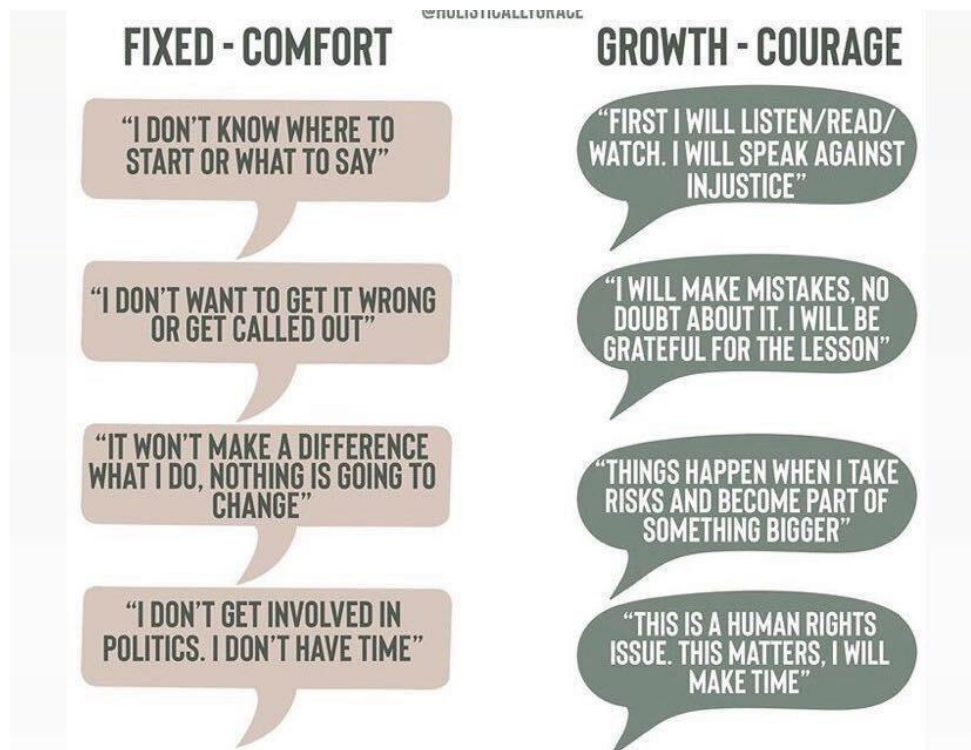 @HOLISTICALLYGRACE
FIXED - COMFORT
GROWTH - COURAGE
“I DON’T KNOW WHERE TO
START OR WHAT TO SAY”
“FIRST I WILL LISTEN/READ/
WATCH. I WILL SPEAK AGAINST
INJUSTICE”
“I DON’T WANT TO GET IT WRONG
OR GET CALLED OUT”
“I WILL MAKE MISTAKES, NO
DOUBT ABOUT IT. I WILL BE
GRATEFUL FOR THE LESSON”
“IT WON’T MAKE A DIFFERENCE
WHAT I DO, NOTHING IS GOING TO
CHANGE”
“THINGS HAPPEN WHEN I TAKE
RISKS AND BECOME PART OF
SOMETHING BIGGER”
“I DON’T GET INVOLVED IN
POLITICS. I DON’T HAVE TIME”
“THIS IS A HUMAN RIGHTS
ISSUE. THIS MATTERS, I WILL
MAKE TIME”